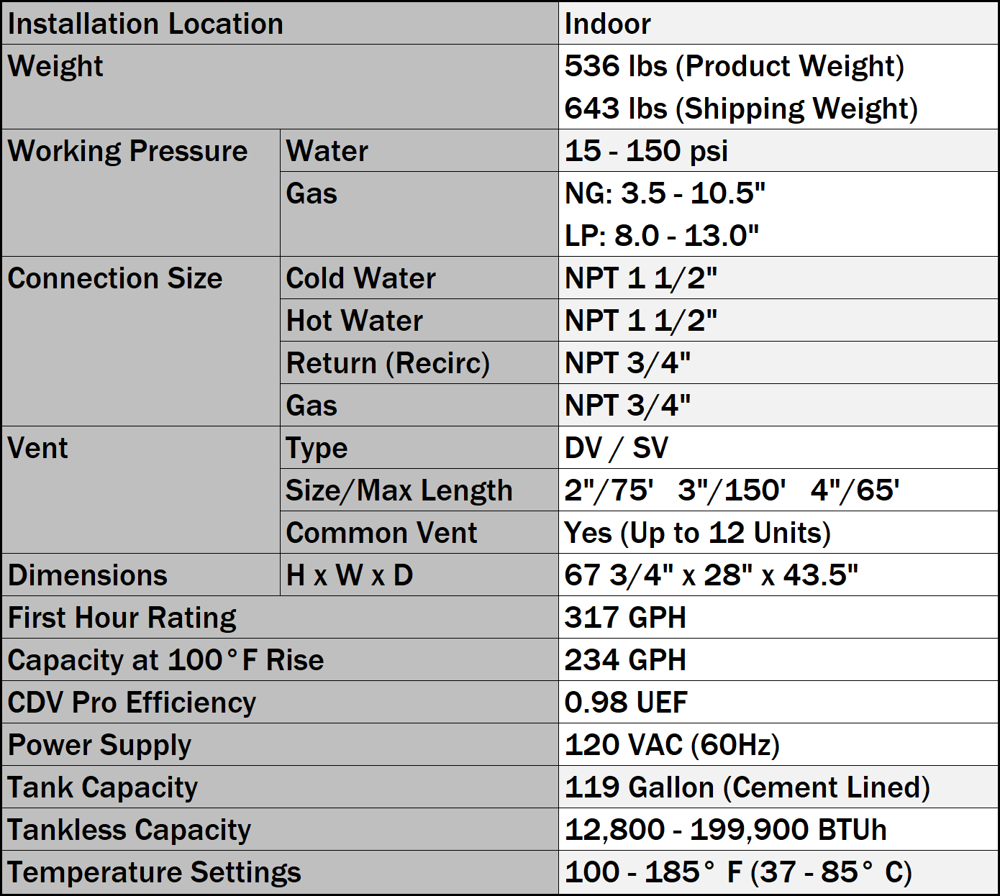 Installation Location Indoor
Weight 536 lbs (Product Weight)
643 lbs (Shipping Weight)
Working Pressure Water 15 - 150 psi
Gas NG: 3.5 - 10.5"
LP: 8.0 - 13.0"
Connection Size Cold Water NPT 1 1/2"
Hot Water NPT 1 1/2"
Return (Recirc) NPT 3/4"
Gas NPT 3/4"
Vent Type DV / SV
Size/Max Length 2"/75' 3"/150' 4"/65'
Common Vent Yes (Up to 12 Units)
Dimensions H x W x D 67 3/4" x 28" x 43.5"
First Hour Rating 317 GPH
Capacity at 100°F Rise 234 GPH
CDV Pro Efficiency 0.98 UEF
Power Supply 120 VAC (60Hz)
Tank Capacity 119 Gallon (Cement Lined)
Tankless Capacity 12,800 - 199,900 BTUh
Temperature Settings 100 - 185° F (37 - 85° C)